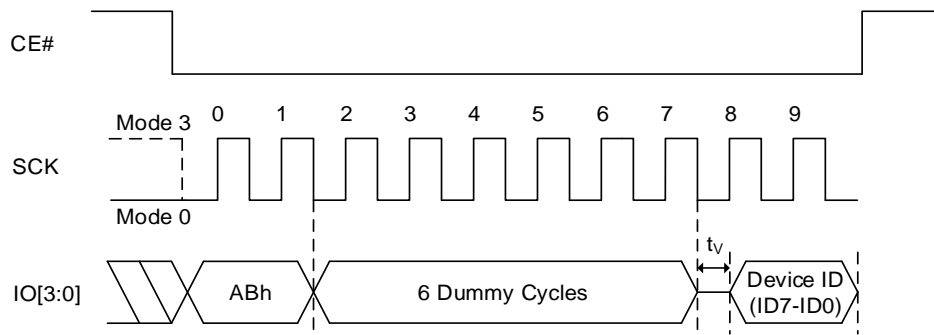 CE#
0 1 2 3 4 5 6 7 8 9
Mode 3
SCK
Mode 0
tV
IO[3:0]
ABh
6 Dummy Cycles
Device ID
(ID7-ID0)